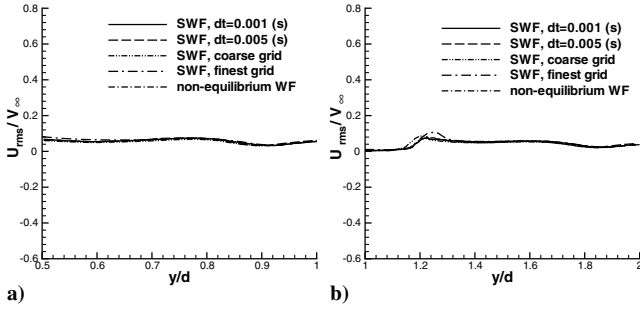 SWF, dt=0.001 (s)
SWF, dt=0.005 (s)
SWF, coarse grid
SWF, finest grid
non-equilibrium WF
U rms / V ∞
0.8
0.6
0.4
0.2
0
-0.2
-0.4
-0.6
0.5
0.6
0.7
0.8
0.9
1
y/d
a)
SWF, dt=0.001 (s)
SWF, dt=0.005 (s)
SWF, coarse grid
SWF, finest grid
non-equilibrium WF
U rms / V ∞
0.8
0.6
0.4
0.2
0
-0.2
-0.4
-0.6
1
1.2
1.4
1.6
1.8
2
y/d
b)